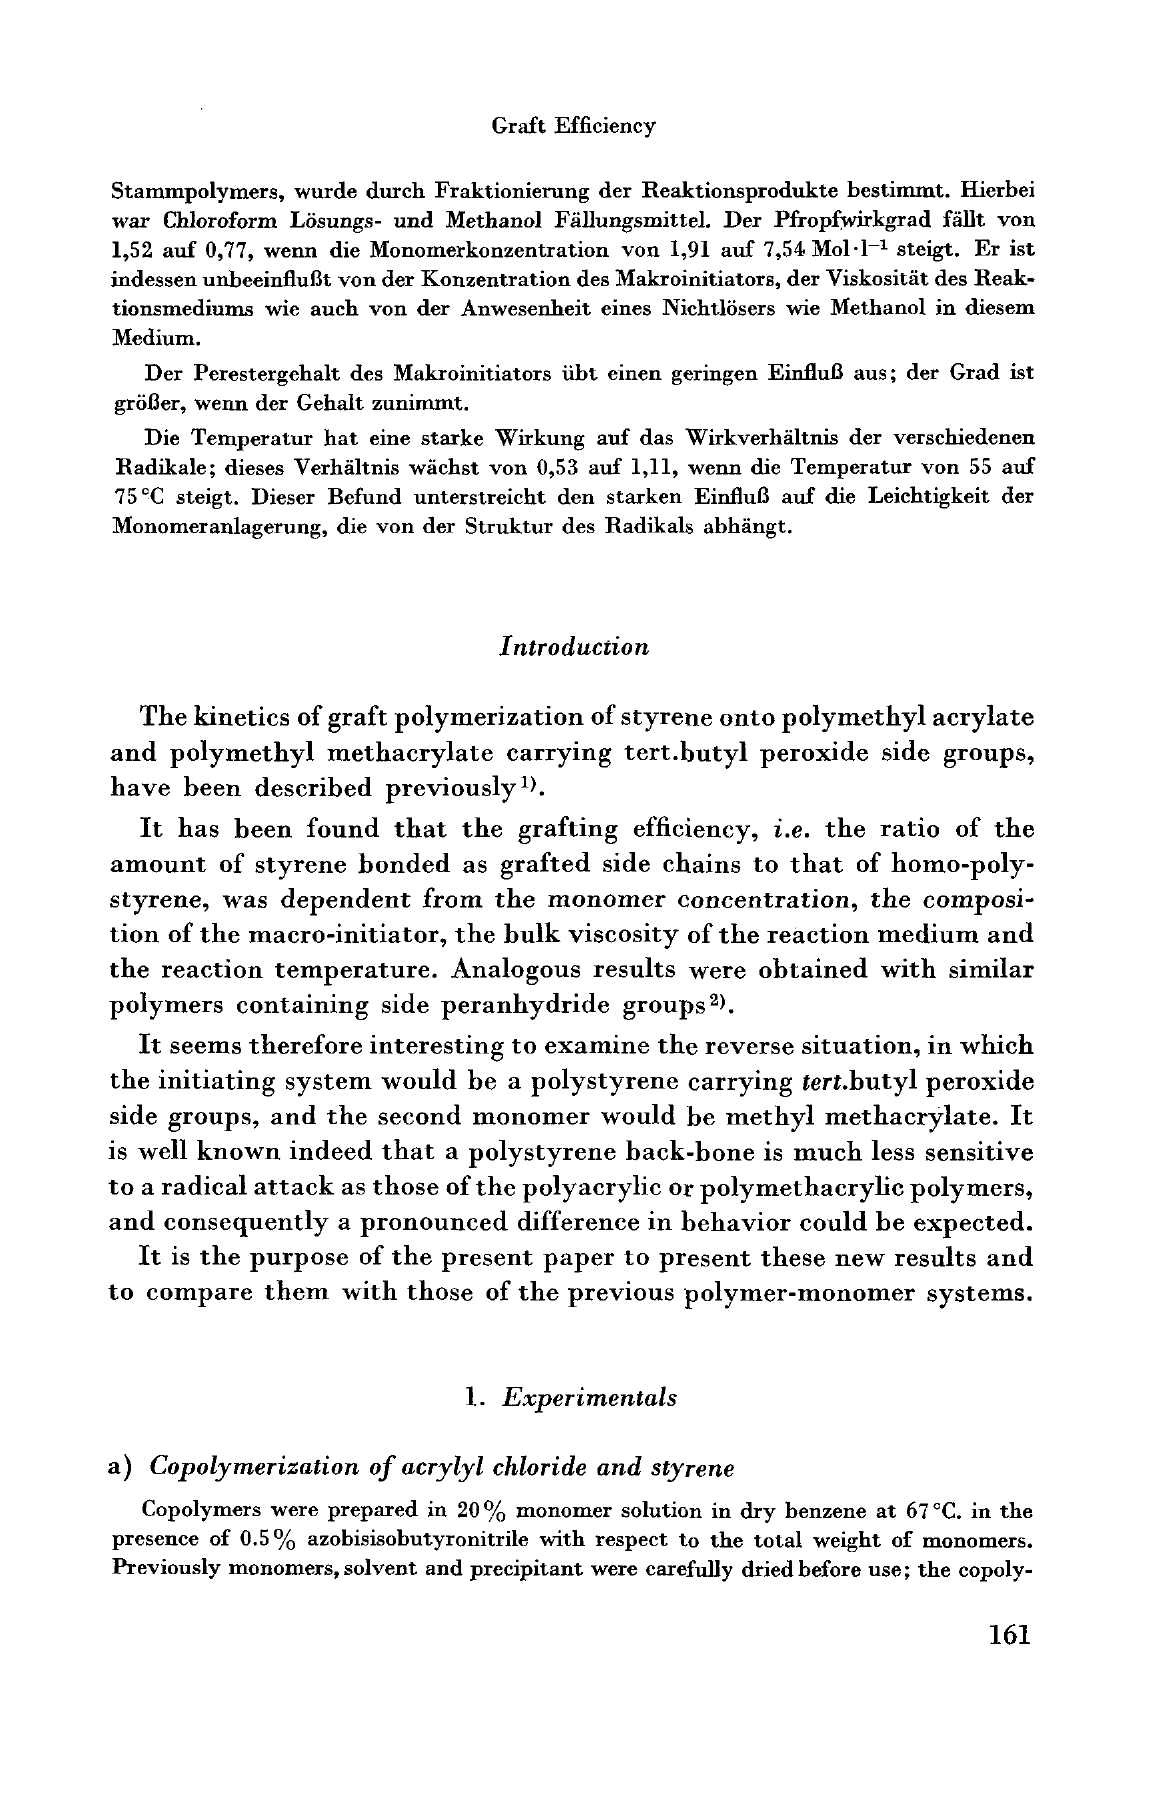 Graft Efficiency
Stammpolymers, wurde durch Fraktionierung der Reaktionsprodukte bestimmt. Hierbei
war Chloroform Lösungs- und Methanol Fällungsmittel. Der Pfropfwirkgrad fällt von
1,52 auf 0,77, wenn die Monomerkonzentration von 1,91 auf 7,54 Mol·l⁻¹ steigt. Er ist
indessen unbeeinflußt von der Konzentration des Makroinitiators, der Viskosität des Reak-
tionsmediums wie auch von der Anwesenheit eines Nichtlösers wie Methanol in diesem
Medium.
Der Perestergehalt des Makroinitiators übt einen geringen Einfluß aus; der Grad ist
größer, wenn der Gehalt zunimmt.
Die Temperatur hat eine starke Wirkung auf das Wirkverhältnis der verschiedenen
Radikale; dieses Verhältnis wächst von 0,53 auf 1,11, wenn die Temperatur von 55 auf
75 °C steigt. Dieser Befund unterstreicht den starken Einfluß auf die Leichtigkeit der
Monomeranlagerung, die von der Struktur des Radikals abhängt.
Introduction
The kinetics of graft polymerization of styrene onto polymethyl acrylate
and polymethyl methacrylate carrying tert.butyl peroxide side groups,
have been described previously¹⁾.
It has been found that the grafting efficiency, i.e. the ratio of the
amount of styrene bonded as grafted side chains to that of homo-poly-
styrene, was dependent from the monomer concentration, the composi-
tion of the macro-initiator, the bulk viscosity of the reaction medium and
the reaction temperature. Analogous results were obtained with similar
polymers containing side peranhydride groups²⁾.
It seems therefore interesting to examine the reverse situation, in which
the initiating system would be a polystyrene carrying tert.butyl peroxide
side groups, and the second monomer would be methyl methacrylate. It
is well known indeed that a polystyrene back-bone is much less sensitive
to a radical attack as those of the polyacrylic or polymethacrylic polymers,
and consequently a pronounced difference in behavior could be expected.
It is the purpose of the present paper to present these new results and
to compare them with those of the previous polymer-monomer systems.
1. Experimentals
a) Copolymerization of acrylyl chloride and styrene
Copolymers were prepared in 20% monomer solution in dry benzene at 67 °C. in the
presence of 0.5% azobisisobutyronitrile with respect to the total weight of monomers.
Previously monomers, solvent and precipitant were carefully dried before use; the copoly-
161